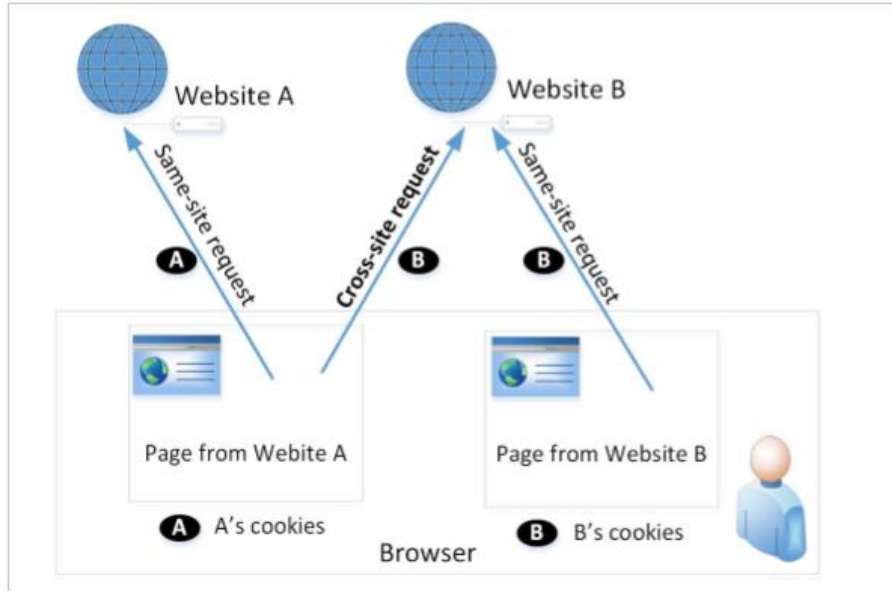 Website A
Website B
Same-site request
A
Cross-site request
B
Same-site request
B
Page from Webite A
Page from Website B
A A's cookies
B B's cookies
Browser